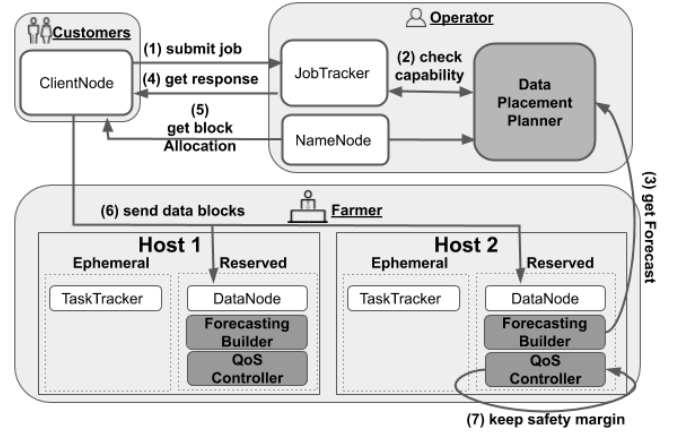 Customers
Operator
ClientNode
(1) submit job
(4) get response
(5)
get block
Allocation
JobTracker
NameNode
(2) check
capability
Data
Placement
Planner
(3) get Forecast
(6) send data blocks
Farmer
Host 1
Ephemeral
Reserved
TaskTracker
DataNode
Forecasting
Builder
QoS
Controller
Host 2
Ephemeral
Reserved
TaskTracker
DataNode
Forecasting
Builder
QoS
Controller
(7) keep safety margin